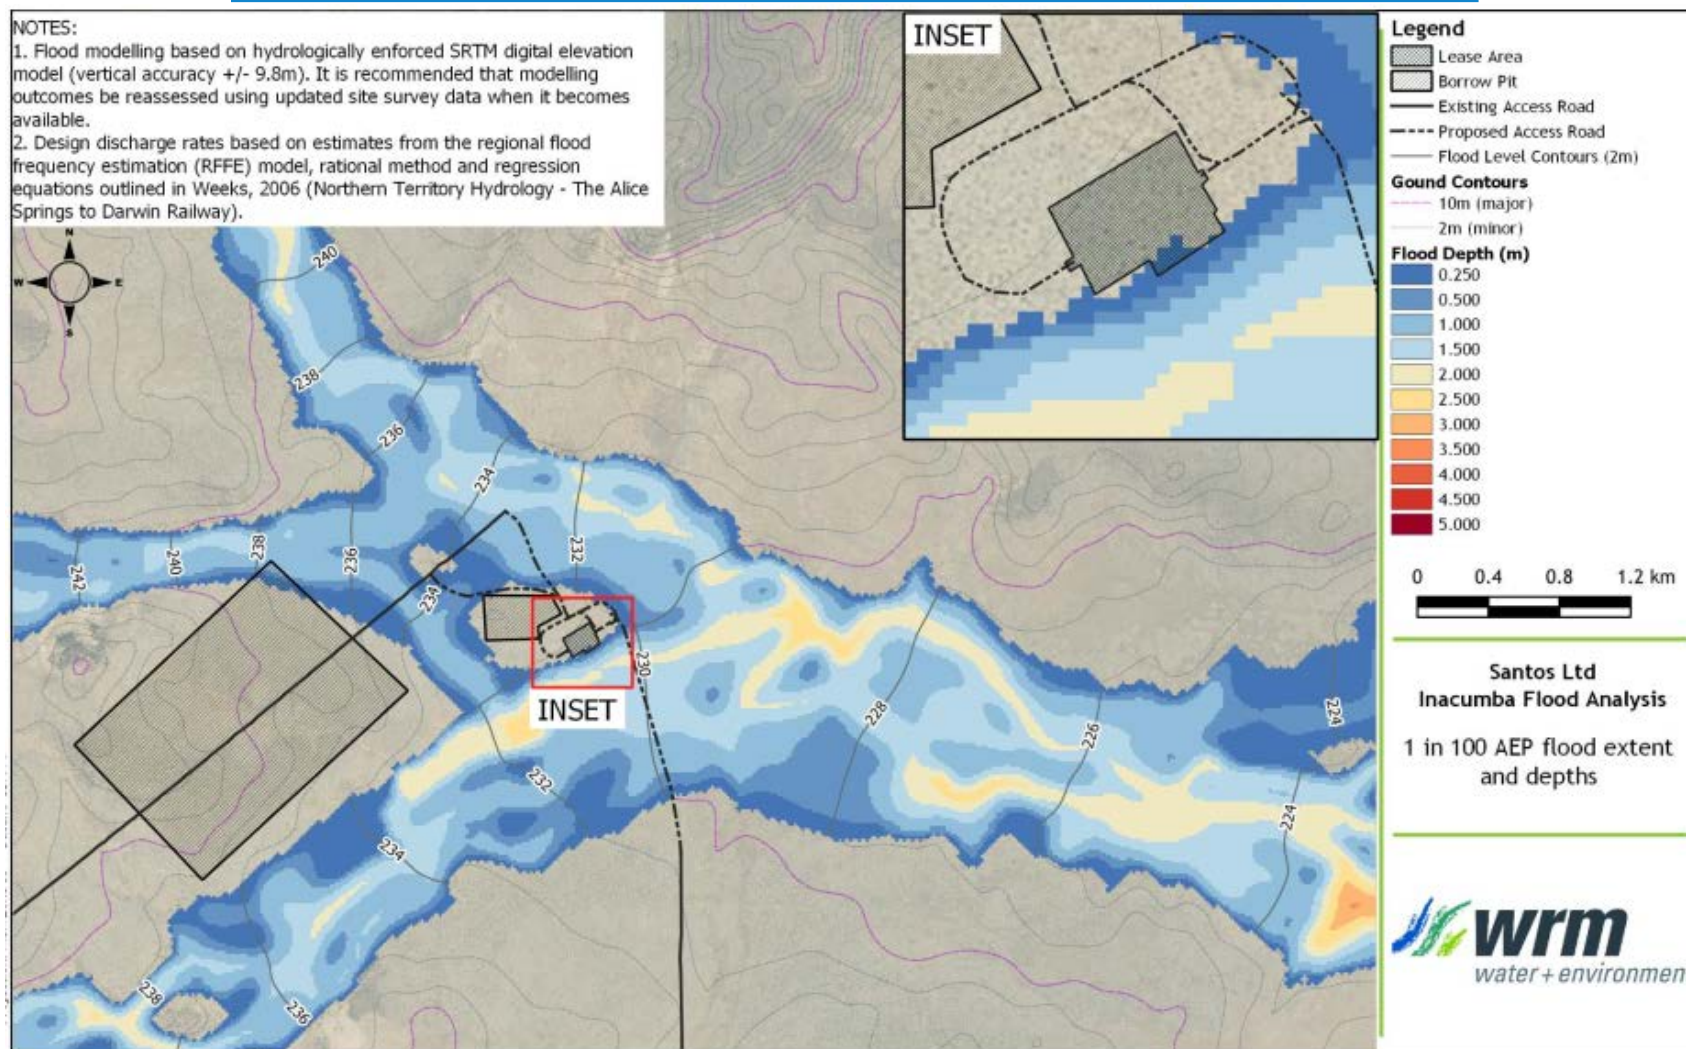 NOTES:
1. Flood modelling based on hydrologically enforced SRTM digital elevation
model (vertical accuracy +/- 9.8m). It is recommended that modelling
outcomes be reassessed using updated site survey data when it becomes
available.
2. Design discharge rates based on estimates from the regional flood
frequency estimation (RFFE) model, rational method and regression
equations outlined in Weeks, 2006 (Northern Territory Hydrology - The Alice
Springs to Darwin Railway).
N
W
E
S
INSET
240
238
236
234
232
242
240
238
236
234
230
INSET
228
226
224
224
232
234
236
238
Legend
Lease Area
Borrow Pit
Existing Access Road
Proposed Access Road
Flood Level Contours (2m)
Gound Contours
10m (major)
2m (minor)
Flood Depth (m)
0.250
0.500
1.000
1.500
2.000
2.500
3.000
3.500
4.000
4.500
5.000
0 0.4 0.8 1.2 km
Santos Ltd
Inacumba Flood Analysis
1 in 100 AEP flood extent
and depths
wrm
water + environmen